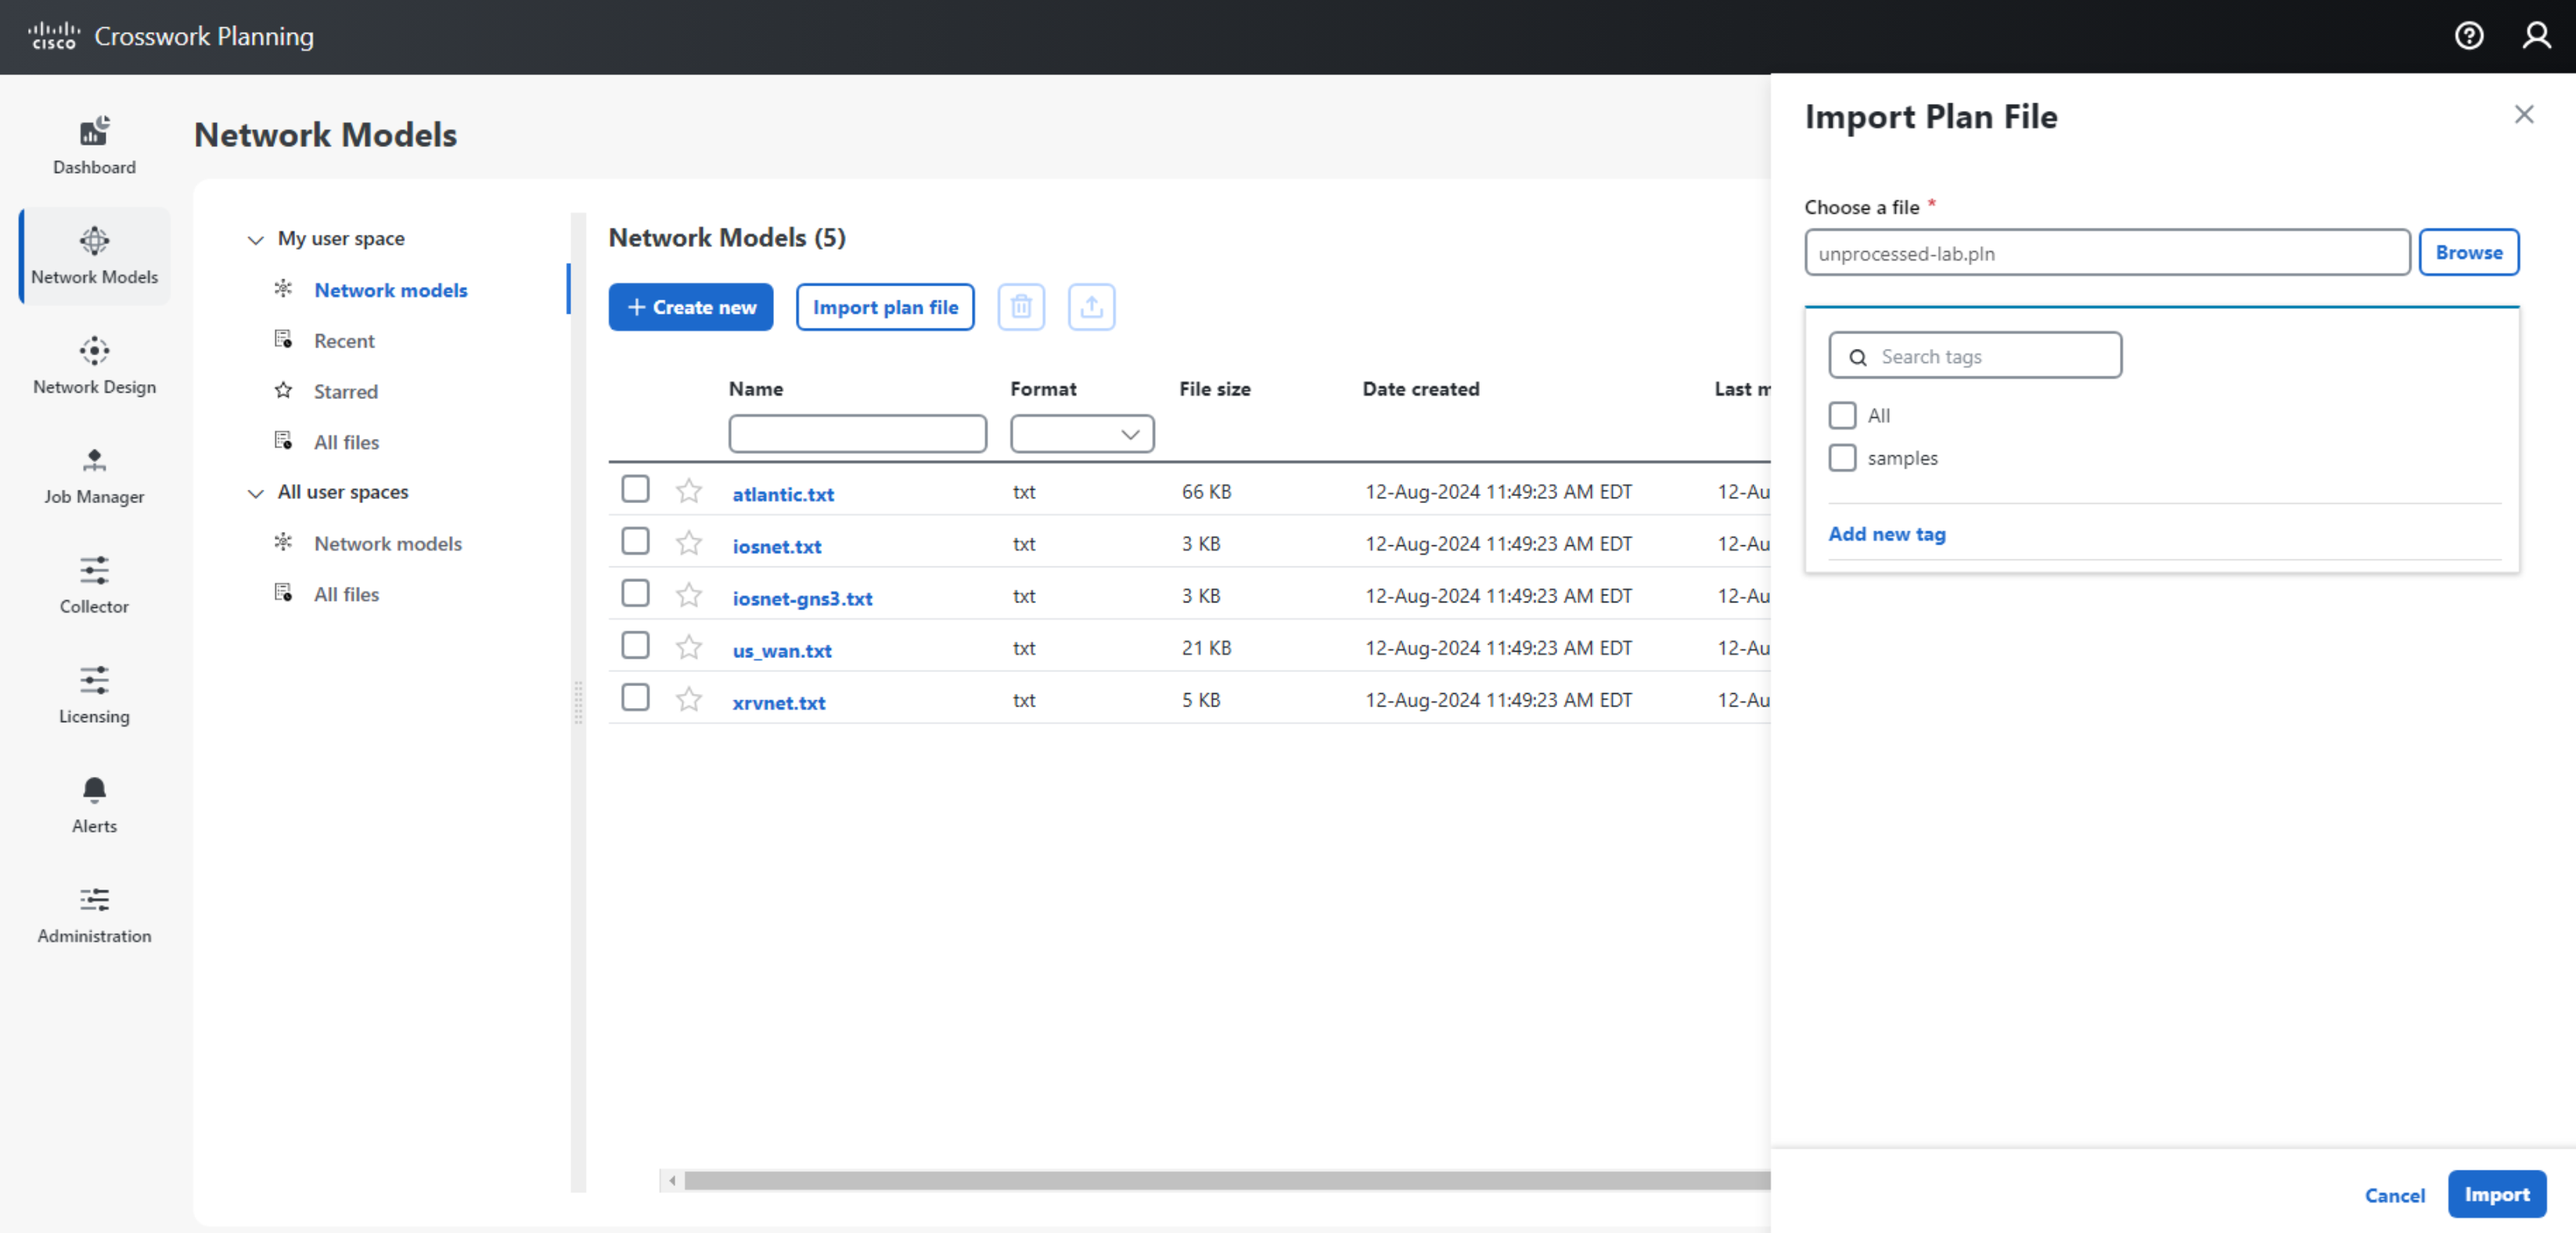 cisco Crosswork Planning
Dashboard
Network Models
Network Design
Job Manager
Collector
Licensing
Alerts
Administration
Network Models
My user space
Network models
Recent
Starred
All files
All user spaces
Network models
All files
Network Models (5)
+ Create new Import plan file
Name Format File size Date created Last m
atlantic.txt txt 66 KB 12-Aug-2024 11:49:23 AM EDT 12-Au
iosnet.txt txt 3 KB 12-Aug-2024 11:49:23 AM EDT 12-Au
iosnet-gns3.txt txt 3 KB 12-Aug-2024 11:49:23 AM EDT 12-Au
us_wan.txt txt 21 KB 12-Aug-2024 11:49:23 AM EDT 12-Au
xrvnet.txt txt 5 KB 12-Aug-2024 11:49:23 AM EDT 12-Au
Import Plan File
Choose a file *
unprocessed-lab.pln Browse
Search tags
All
samples
Add new tag
Cancel Import